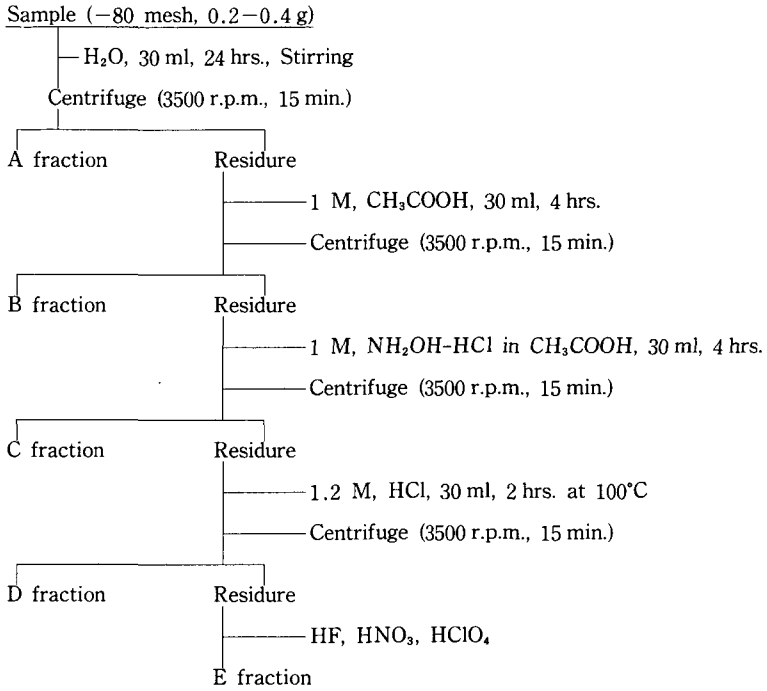 Sample (−80 mesh, 0.2−0.4 g)
H₂O, 30 ml, 24 hrs., Stirring
Centrifuge (3500 r.p.m., 15 min.)
A fraction Residure
1 M, CH₃COOH, 30 ml, 4 hrs.
Centrifuge (3500 r.p.m., 15 min.)
B fraction Residure
1 M, NH₂OH-HCl in CH₃COOH, 30 ml, 4 hrs.
Centrifuge (3500 r.p.m., 15 min.)
C fraction Residure
1.2 M, HCl, 30 ml, 2 hrs. at 100°C
Centrifuge (3500 r.p.m., 15 min.)
D fraction Residure
HF, HNO₃, HClO₄
E fraction